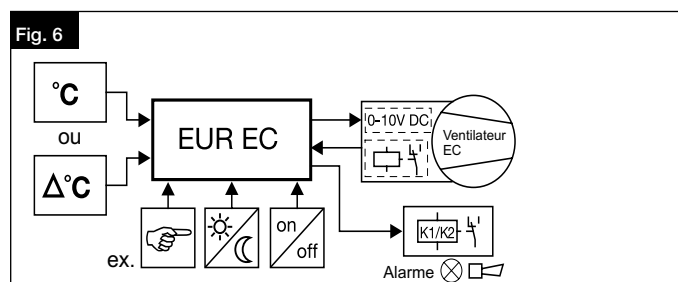 Fig. 6
°C
ou
Δ°C
EUR EC
0-10V DC
Ventilateur
EC
ex.
on
off
K1/K2
Alarme